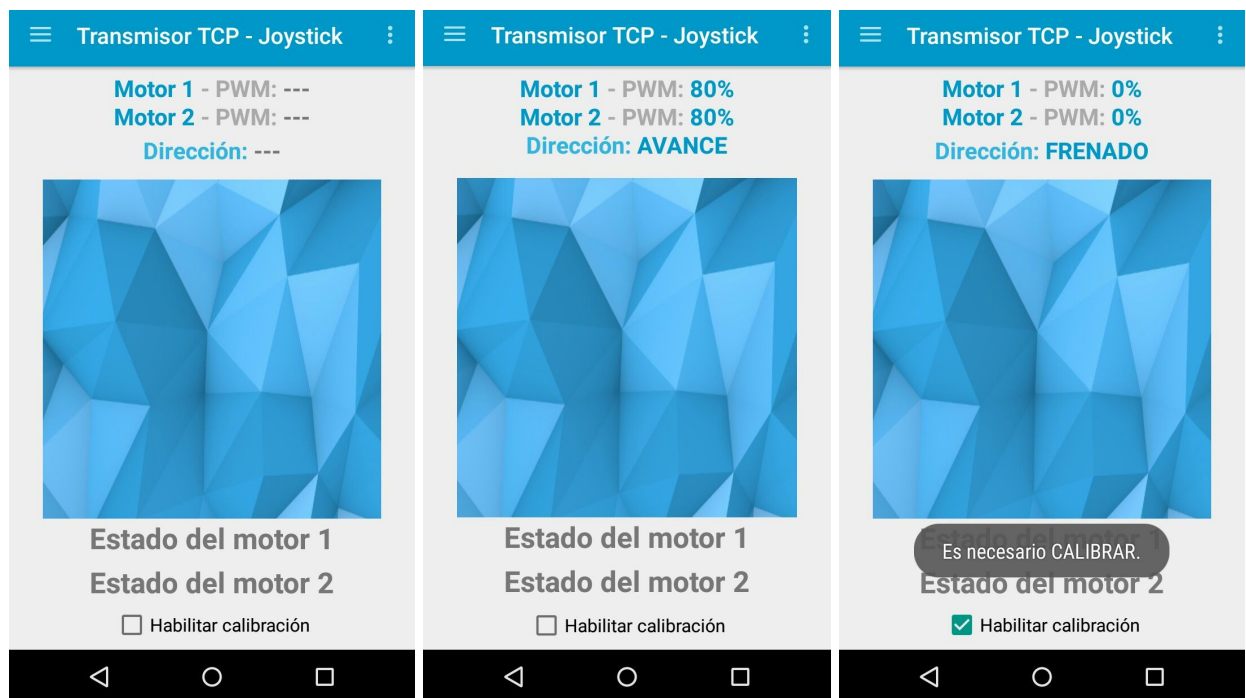 Transmisor TCP - Joystick
Motor 1 - PWM: ---
Motor 2 - PWM: ---
Dirección: ---
Estado del motor 1
Estado del motor 2
Habilitar calibración
Transmisor TCP - Joystick
Motor 1 - PWM: 80%
Motor 2 - PWM: 80%
Dirección: AVANCE
Estado del motor 1
Estado del motor 2
Habilitar calibración
Transmisor TCP - Joystick
Motor 1 - PWM: 0%
Motor 2 - PWM: 0%
Dirección: FRENADO
Es necesario CALIBRAR.
Estado del motor 2
Habilitar calibración